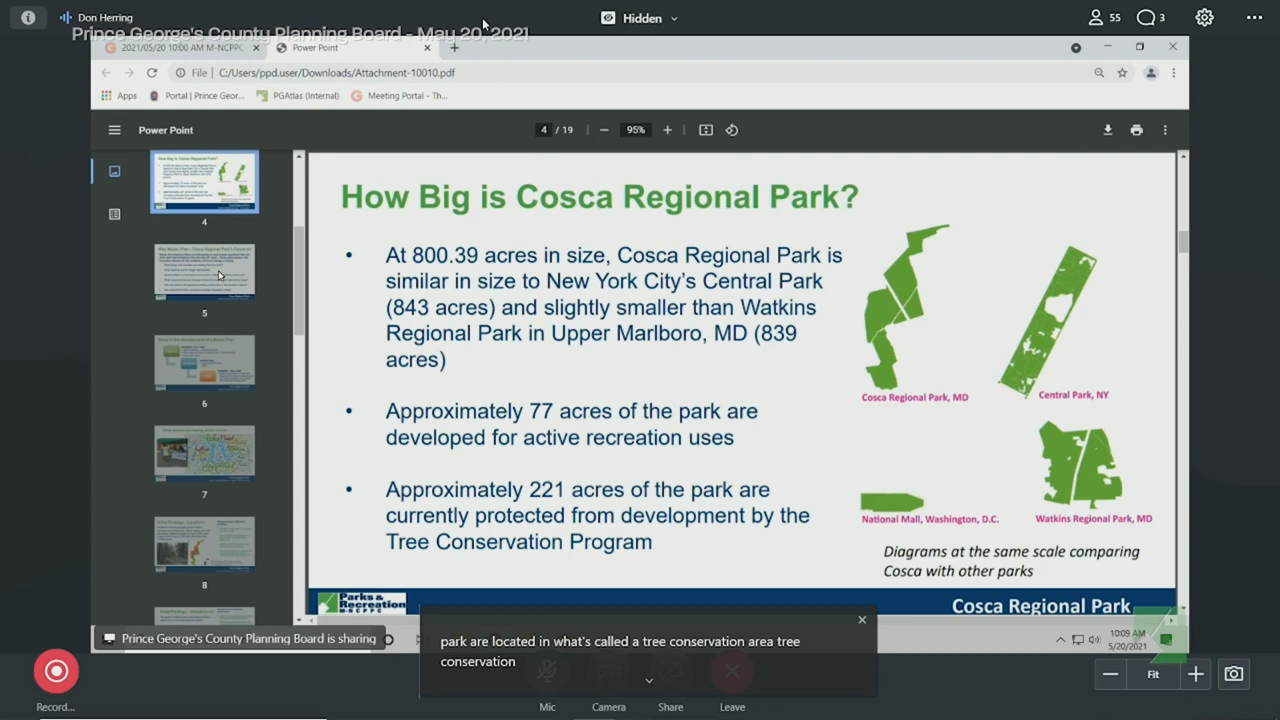 Don Herring
Hidden
55
3
Prince George's County Planning Board - May 20, 2021
2021/05/20 10:00 AM M-NCPPC
Power Point
File
C:/Users/ppd.user/Downloads/Attachment-10010.pdf
Apps
Portal | Prince Geor...
PGAtlas (Internal)
Meeting Portal - Th...
Power Point
4 / 19
95%
How Big is Cosca Regional Park?
4
5
6
7
8
• At 800.39 acres in size, Cosca Regional Park is
similar in size to New York City's Central Park
(843 acres) and slightly smaller than Watkins
Regional Park in Upper Marlboro, MD (839
acres)
• Approximately 77 acres of the park are
developed for active recreation uses
• Approximately 221 acres of the park are
currently protected from development by the
Tree Conservation Program
Cosca Regional Park, MD
Central Park, NY
National Mall, Washington, D.C.
Watkins Regional Park, MD
Diagrams at the same scale comparing
Cosca with other parks
Parks &
Recreation
M-NCPPC
Cosca Regional Park
Prince George's County Planning Board is sharing
park are located in what's called a tree conservation area tree
conservation
10:09 AM
5/20/2021
Record...
Mic
Camera
Share
Leave
Fit